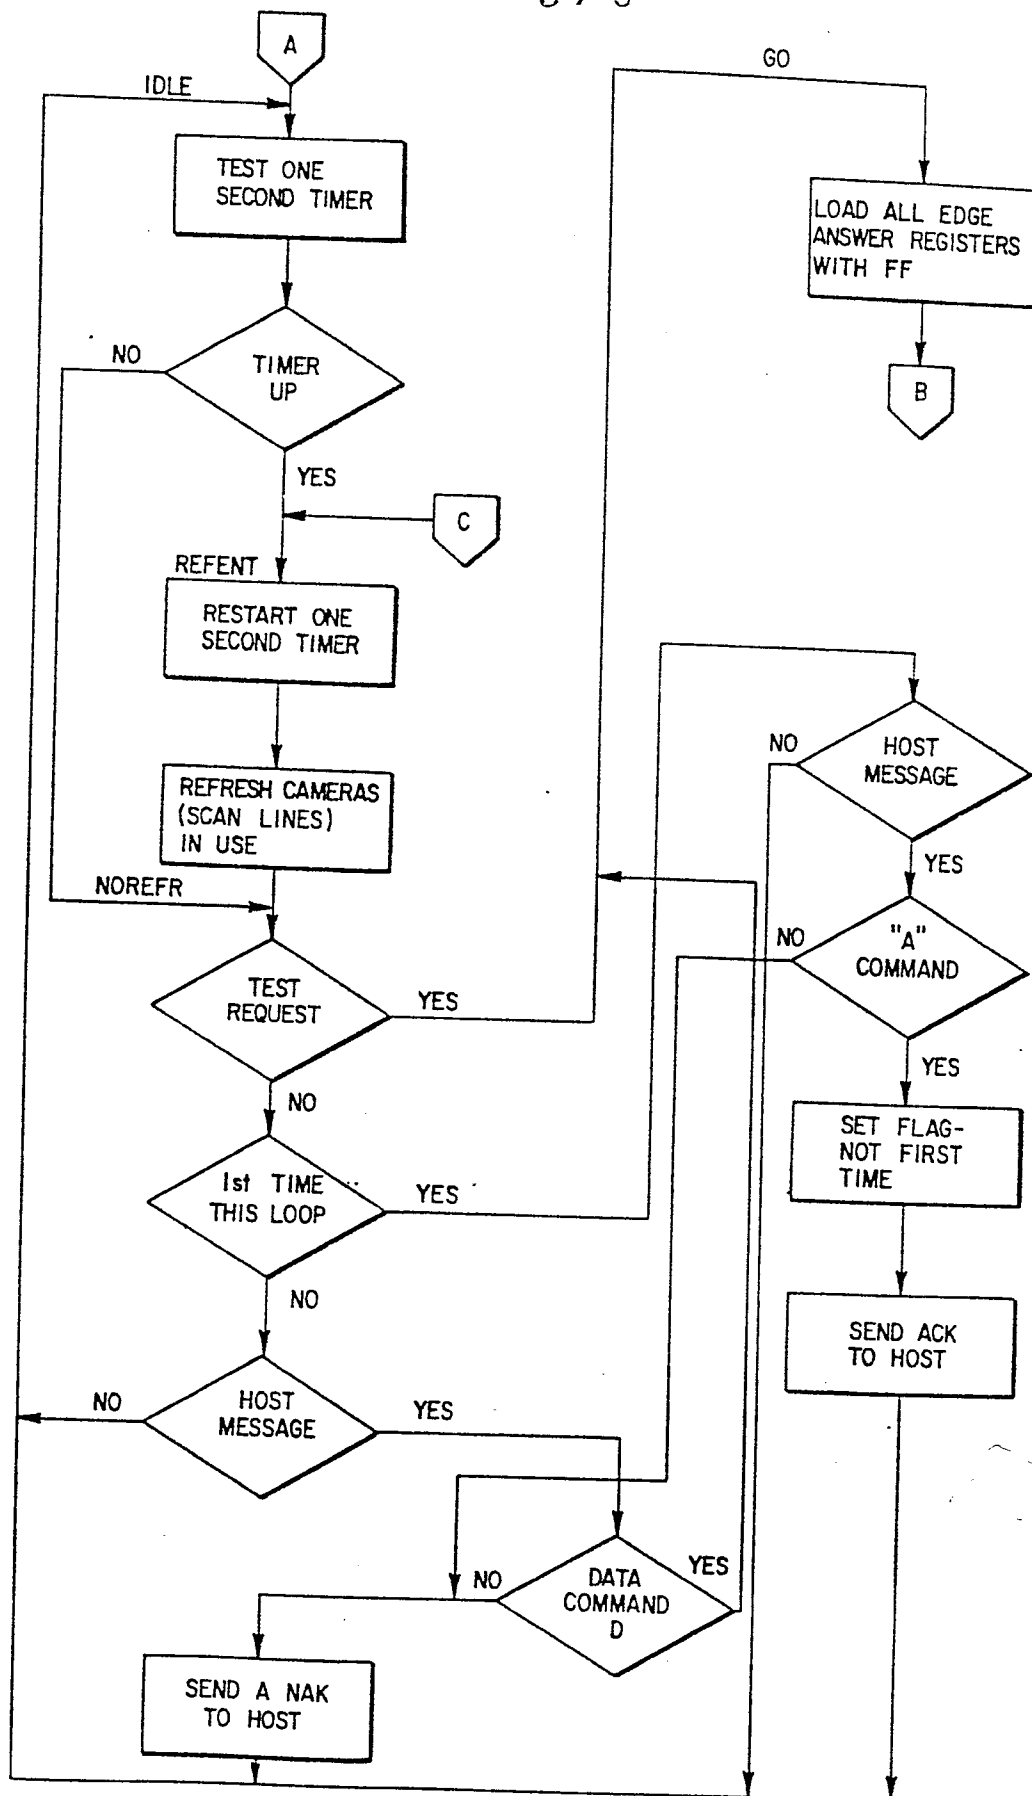 A
IDLE
TEST ONE
SECOND TIMER
NO
TIMER
UP
YES
C
REFENT
RESTART ONE
SECOND TIMER
REFRESH CAMERAS
(SCAN LINES)
IN USE
NOREFR
TEST
REQUEST
YES
NO
1st TIME
THIS LOOP
YES
NO
HOST
MESSAGE
NO
YES
DATA
COMMAND
D
NO
YES
SEND A NAK
TO HOST
GO
LOAD ALL EDGE
ANSWER REGISTERS
WITH FF
B
HOST
MESSAGE
NO
YES
"A"
COMMAND
NO
YES
SET FLAG-
NOT FIRST
TIME
SEND ACK
TO HOST